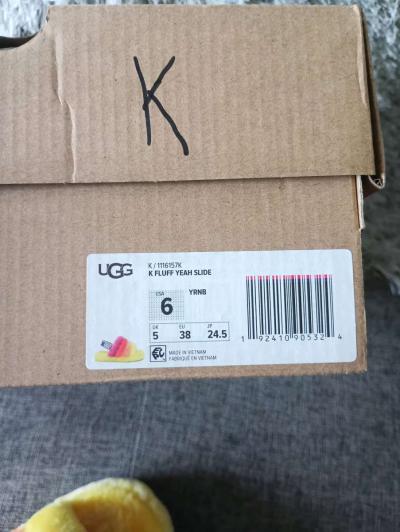 K
UGG
K / 1116157K
K FLUFF YEAH SLIDE
USA
6
YRNB
UK
5
EU
38
JP
24.5
MADE IN VIETNAM
FABRIQUÉ EN VIETNAM
1 92410 90532 4